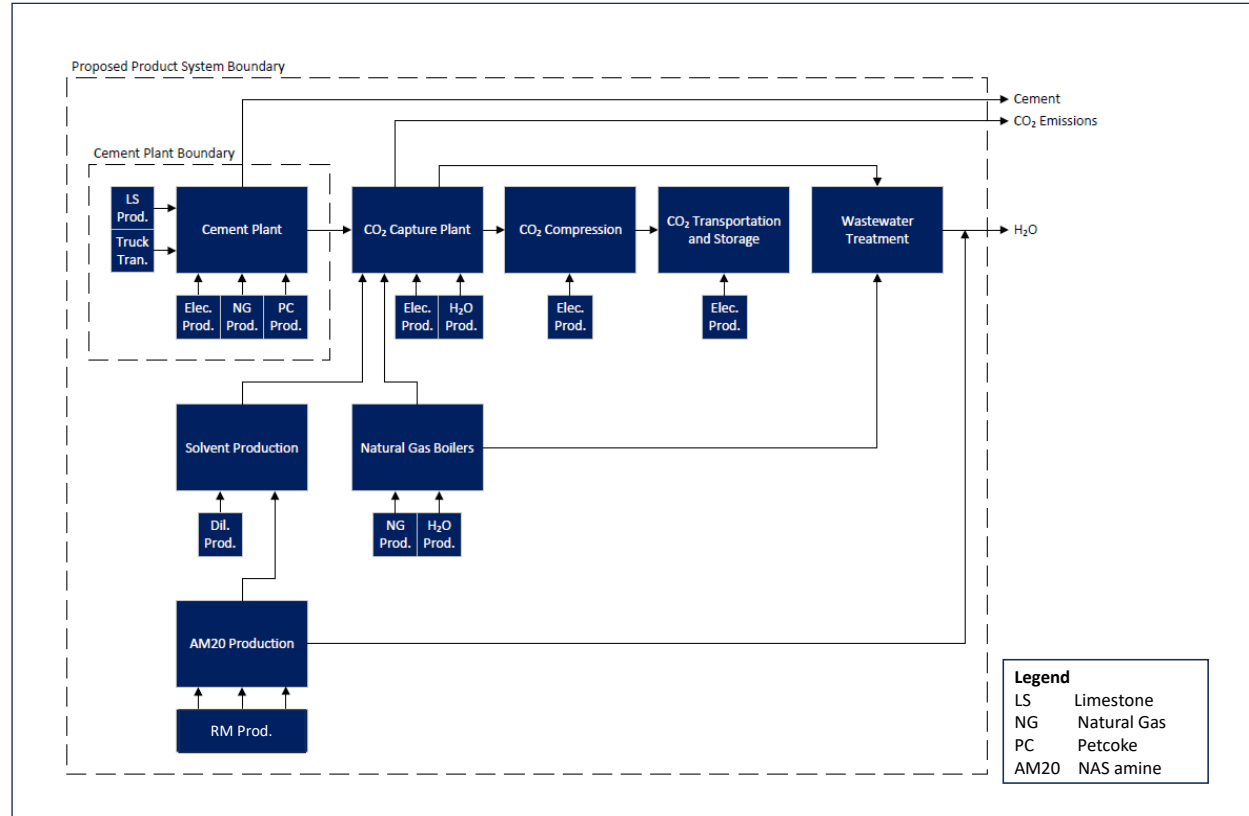 Proposed Product System Boundary
Cement
CO₂ Emissions
Cement Plant Boundary
LS
Prod.
Truck
Tran.
Cement Plant
CO₂ Capture Plant
CO₂ Compression
CO₂ Transportation
and Storage
Wastewater
Treatment
H₂O
Elec.
Prod.
NG
Prod.
PC
Prod.
Elec.
Prod.
H₂O
Prod.
Elec.
Prod.
Elec.
Prod.
Solvent Production
Natural Gas Boilers
Dil.
Prod.
NG
Prod.
H₂O
Prod.
AM20 Production
RM Prod.
Legend
LS Limestone
NG Natural Gas
PC Petcoke
AM20 NAS amine